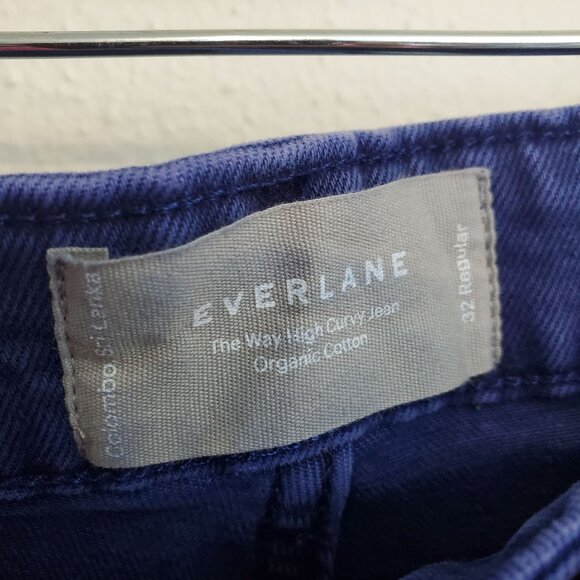 EVERLANE
The Way High Curvy Jean
Organic Cotton
32 Regular
Colombo Sri Lanka